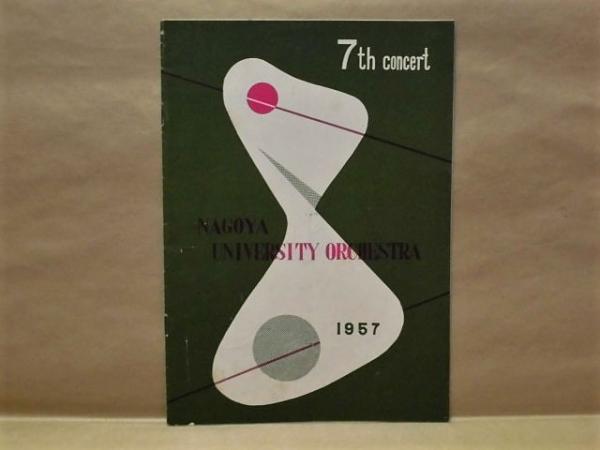 7th concert
NAGOYA
UNIVERSITY ORCHESTRA
1957